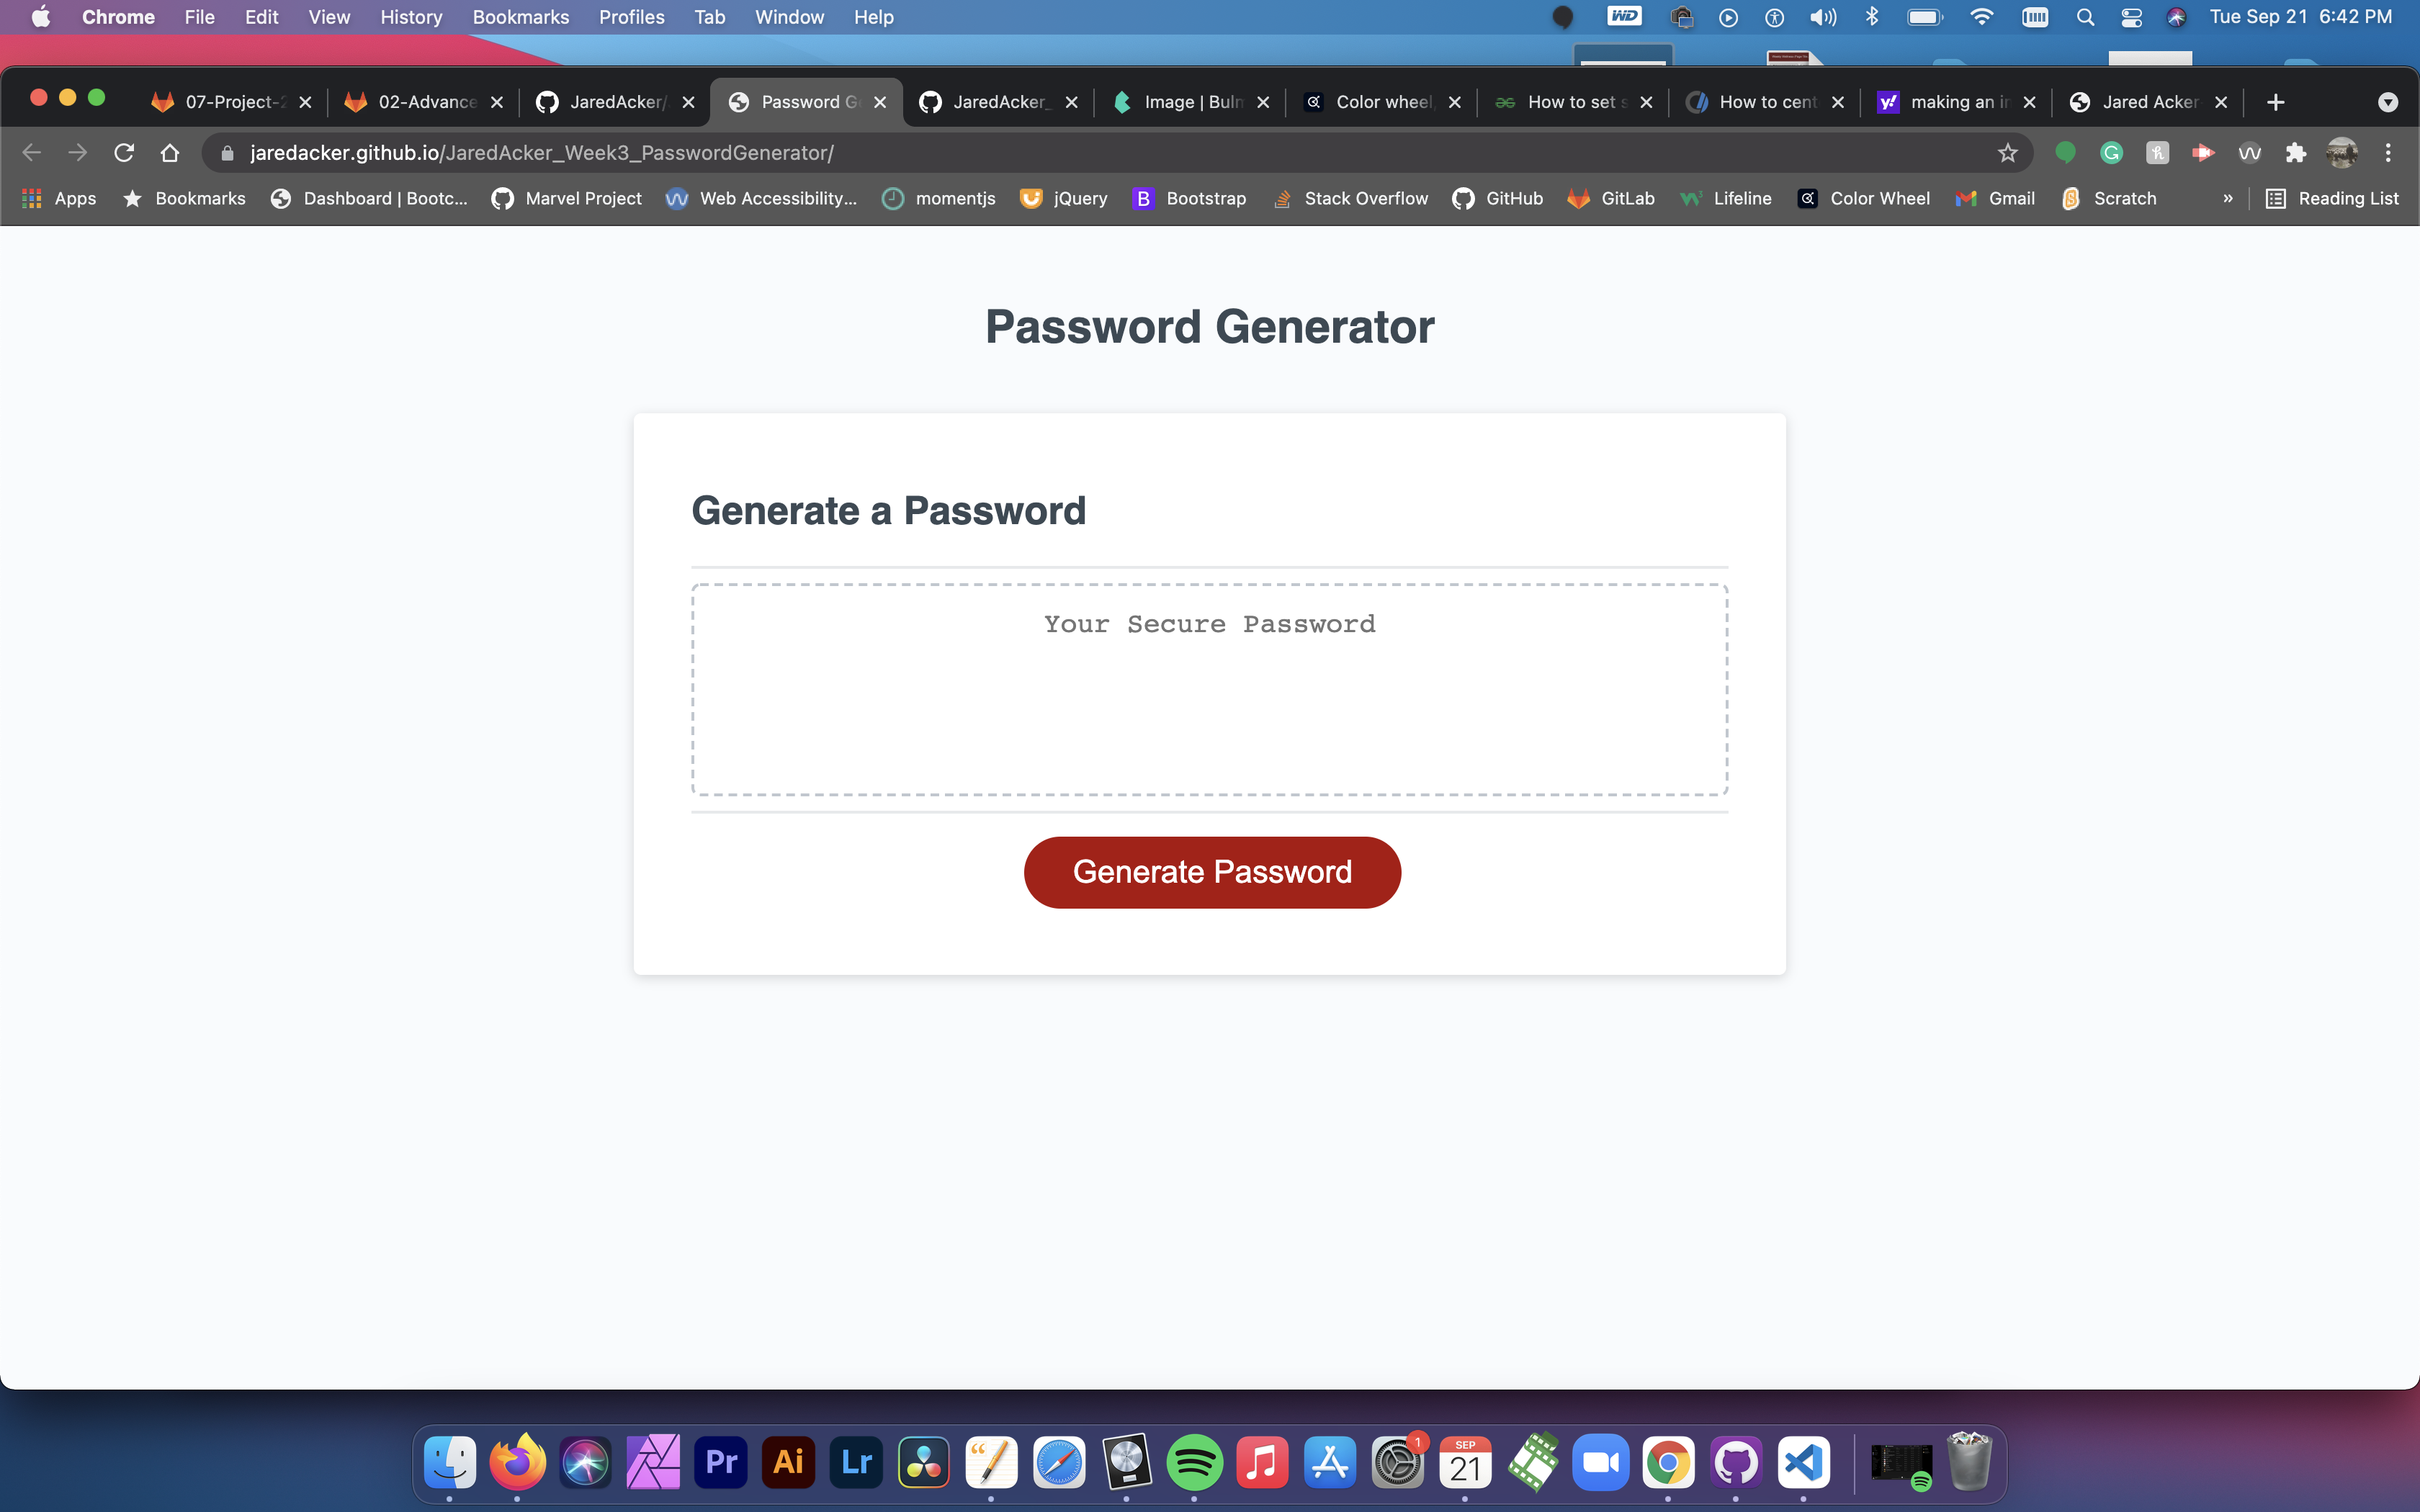 Chrome File Edit View History Bookmarks Profiles Tab Window Help WD Tue Sep 21 6:42 PM
07-Project-2 02-Advance JaredAcker/ Password Ge JaredAcker_ Image | Bulm Color wheel, How to set s How to cent y! making an in Jared Acker
jaredacker.github.io/JaredAcker_Week3_PasswordGenerator/
Apps Bookmarks Dashboard | Bootc... Marvel Project Web Accessibility... momentjs jQuery B Bootstrap Stack Overflow GitHub GitLab Lifeline Color Wheel Gmail Scratch » Reading List
Password Generator
Generate a Password
Your Secure Password
Generate Password
Pr Ai Lr 1 SEP 21